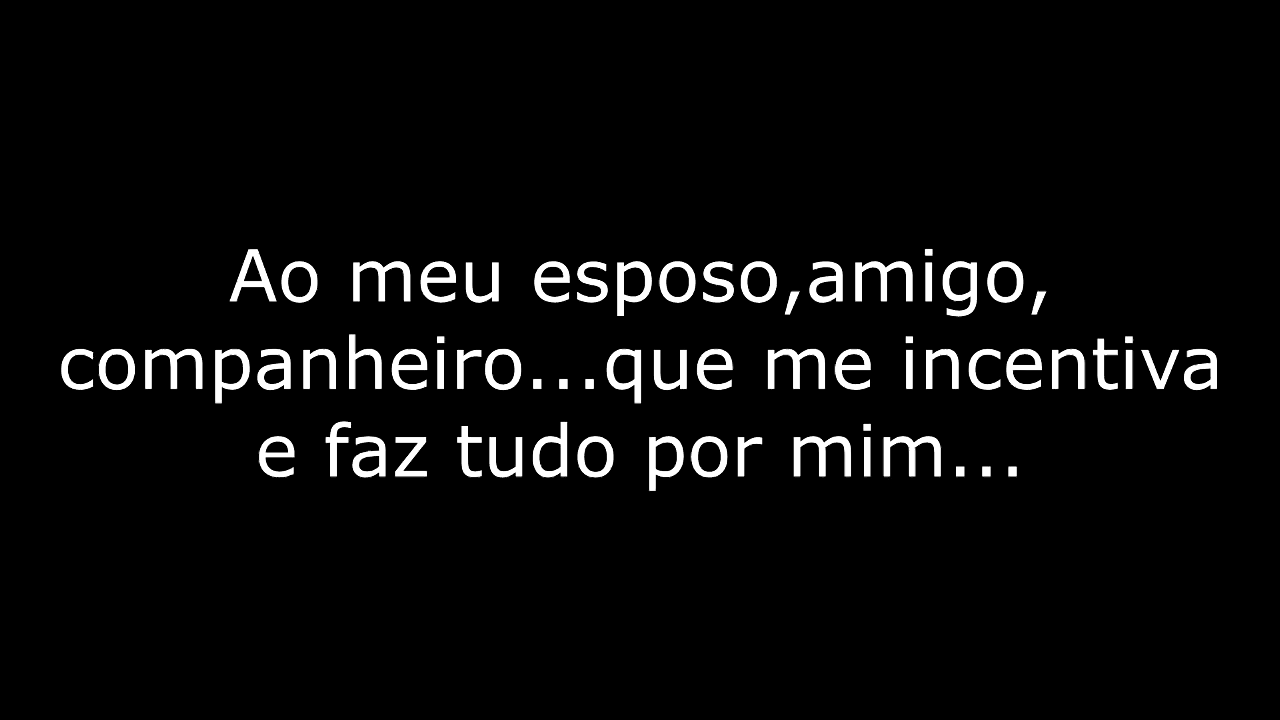 Ao meu esposo,amigo,
companheiro...que me incentiva
e faz tudo por mim...